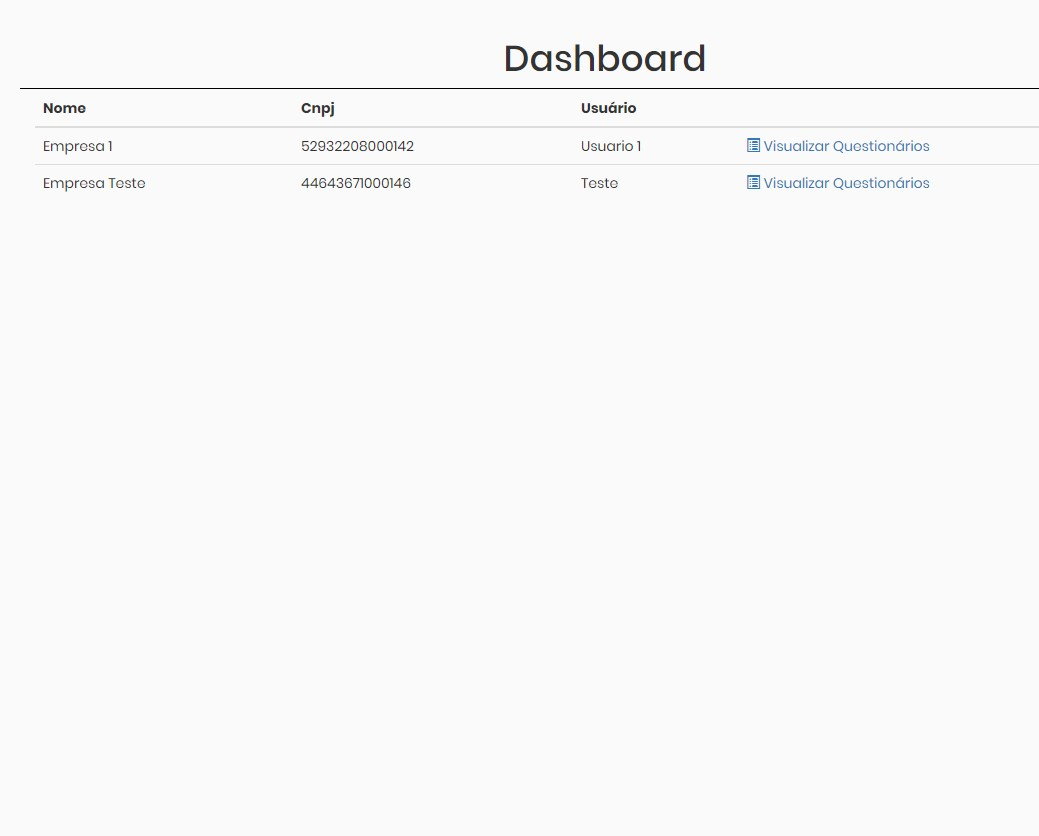 Dashboard
Nome Cnpj Usuário
Empresa 1 52932208000142 Usuario 1 Visualizar Questionários
Empresa Teste 44643671000146 Teste Visualizar Questionários